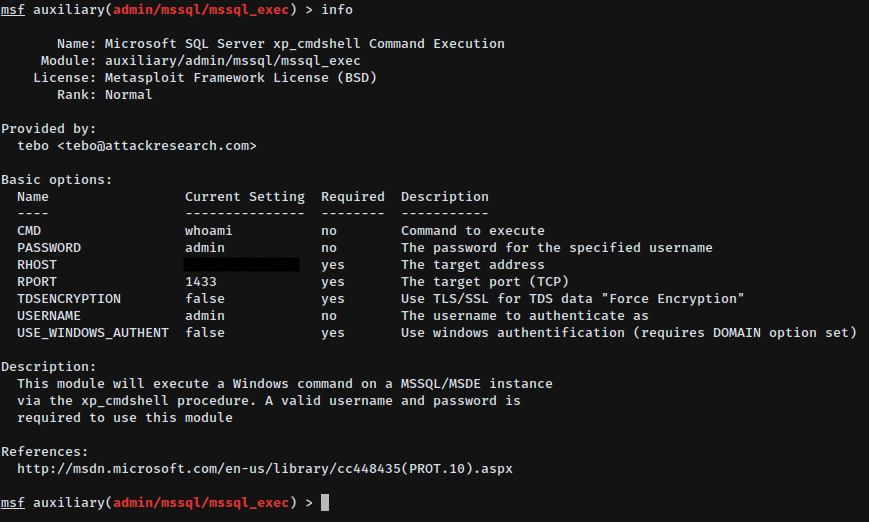 msf auxiliary(admin/mssql/mssql_exec) > info
Name: Microsoft SQL Server xp_cmdshell Command Execution
Module: auxiliary/admin/mssql/mssql_exec
License: Metasploit Framework License (BSD)
Rank: Normal
Provided by:
tebo <tebo@attackresearch.com>
Basic options:
Name Current Setting Required Description
---- --------------- -------- -----------
CMD whoami no Command to execute
PASSWORD admin no The password for the specified username
RHOST yes The target address
RPORT 1433 yes The target port (TCP)
TDSENCRYPTION false yes Use TLS/SSL for TDS data "Force Encryption"
USERNAME admin no The username to authenticate as
USE_WINDOWS_AUTHENT false yes Use windows authentification (requires DOMAIN option set)
Description:
This module will execute a Windows command on a MSSQL/MSDE instance
via the xp_cmdshell procedure. A valid username and password is
required to use this module
References:
http://msdn.microsoft.com/en-us/library/cc448435(PROT.10).aspx
msf auxiliary(admin/mssql/mssql_exec) >